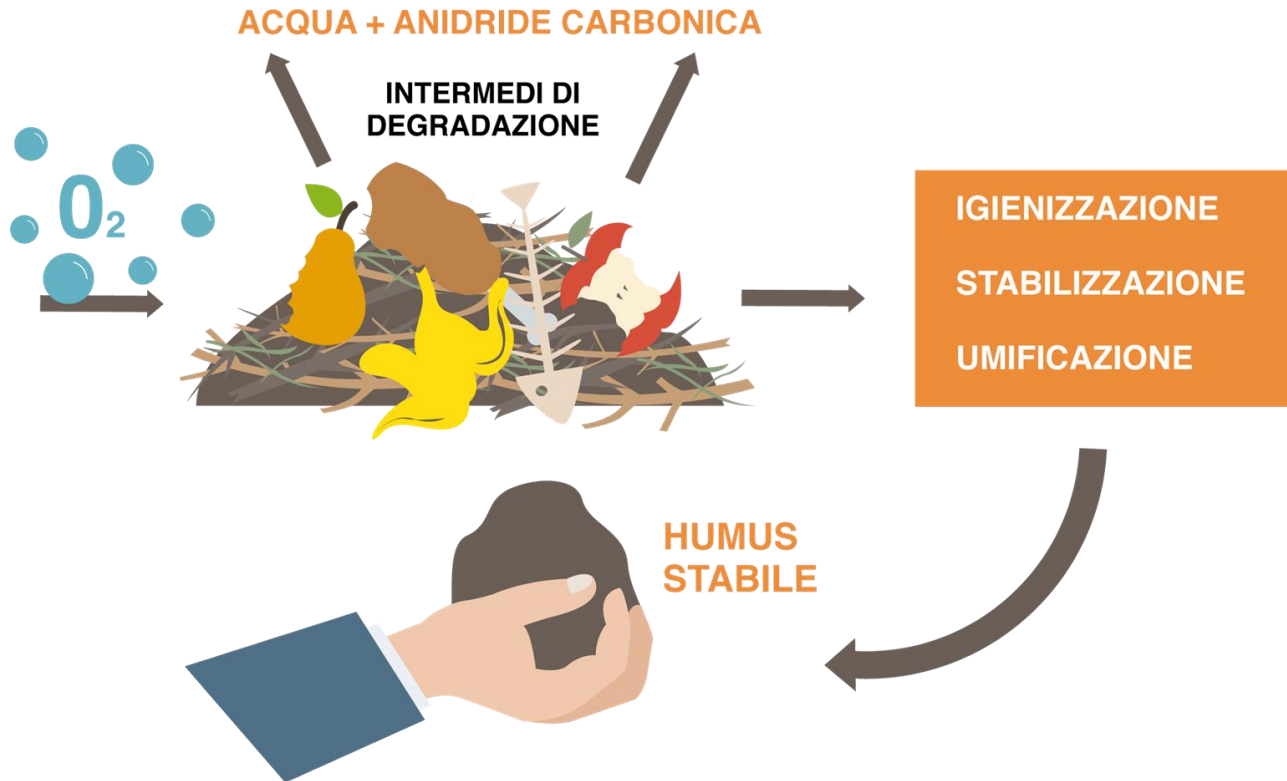 ACQUA + ANIDRIDE CARBONICA
INTERMEDI DI
DEGRADAZIONE
O2
IGIENIZZAZIONE
STABILIZZAZIONE
UMIFICAZIONE
HUMUS
STABILE